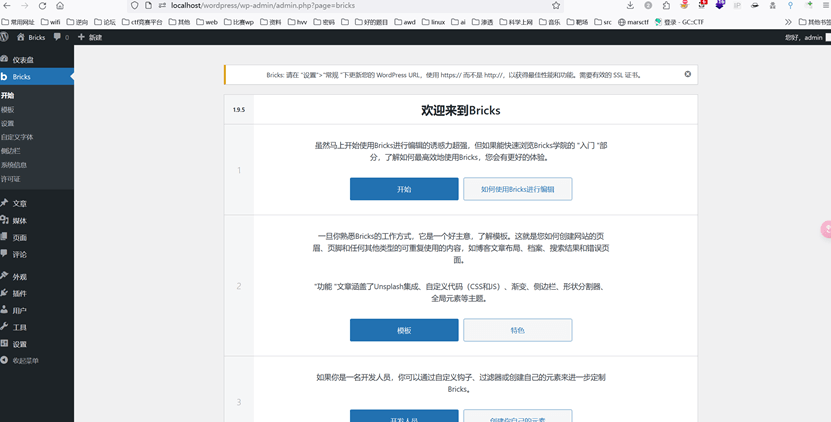 localhost/wordpress/wp-admin/admin.php?page=bricks
常用网址 wifi 逆向 论坛 ctf竞赛平台 其他 web 比赛wp 资料 hvv 密码 好的题目 awd linux ai 渗透 科学上网 音乐 靶场 src marsctf 登录 - GC::CTF 其他书签
Bricks 0 新建 您好，admin
仪表盘
Bricks
开始
模板
设置
自定义字体
侧边栏
系统信息
许可证
文章
媒体
页面
评论
外观
插件
用户
工具
设置
收起菜单
Bricks: 请在 "设置">"常规 "下更新您的 WordPress URL，使用 https:// 而不是 http://，以获得最佳性能和功能。需要有效的 SSL 证书。
1.9.5 欢迎来到Bricks
1
虽然马上开始使用Bricks进行编辑的诱惑力超强，但如果能快速浏览Bricks学院的 "入门 "部
分，了解如何最高效地使用Bricks，您会有更好的体验。
开始 如何使用Bricks进行编辑
2
一旦你熟悉Bricks的工作方式，它是一个好主意，了解模板。这就是您如何创建网站的页
眉、页脚和任何其他类型的可重复使用的内容，如博客文章布局、档案、搜索结果和错误页
面。
"功能 "文章涵盖了Unsplash集成、自定义代码（CSS和JS）、渐变、侧边栏、形状分割器、
全局元素等主题。
模板 特色
3
如果你是一名开发人员，你可以通过自定义钩子、过滤器或创建自己的元素来进一步定制
Bricks。
开发人员 创建你自己的元素